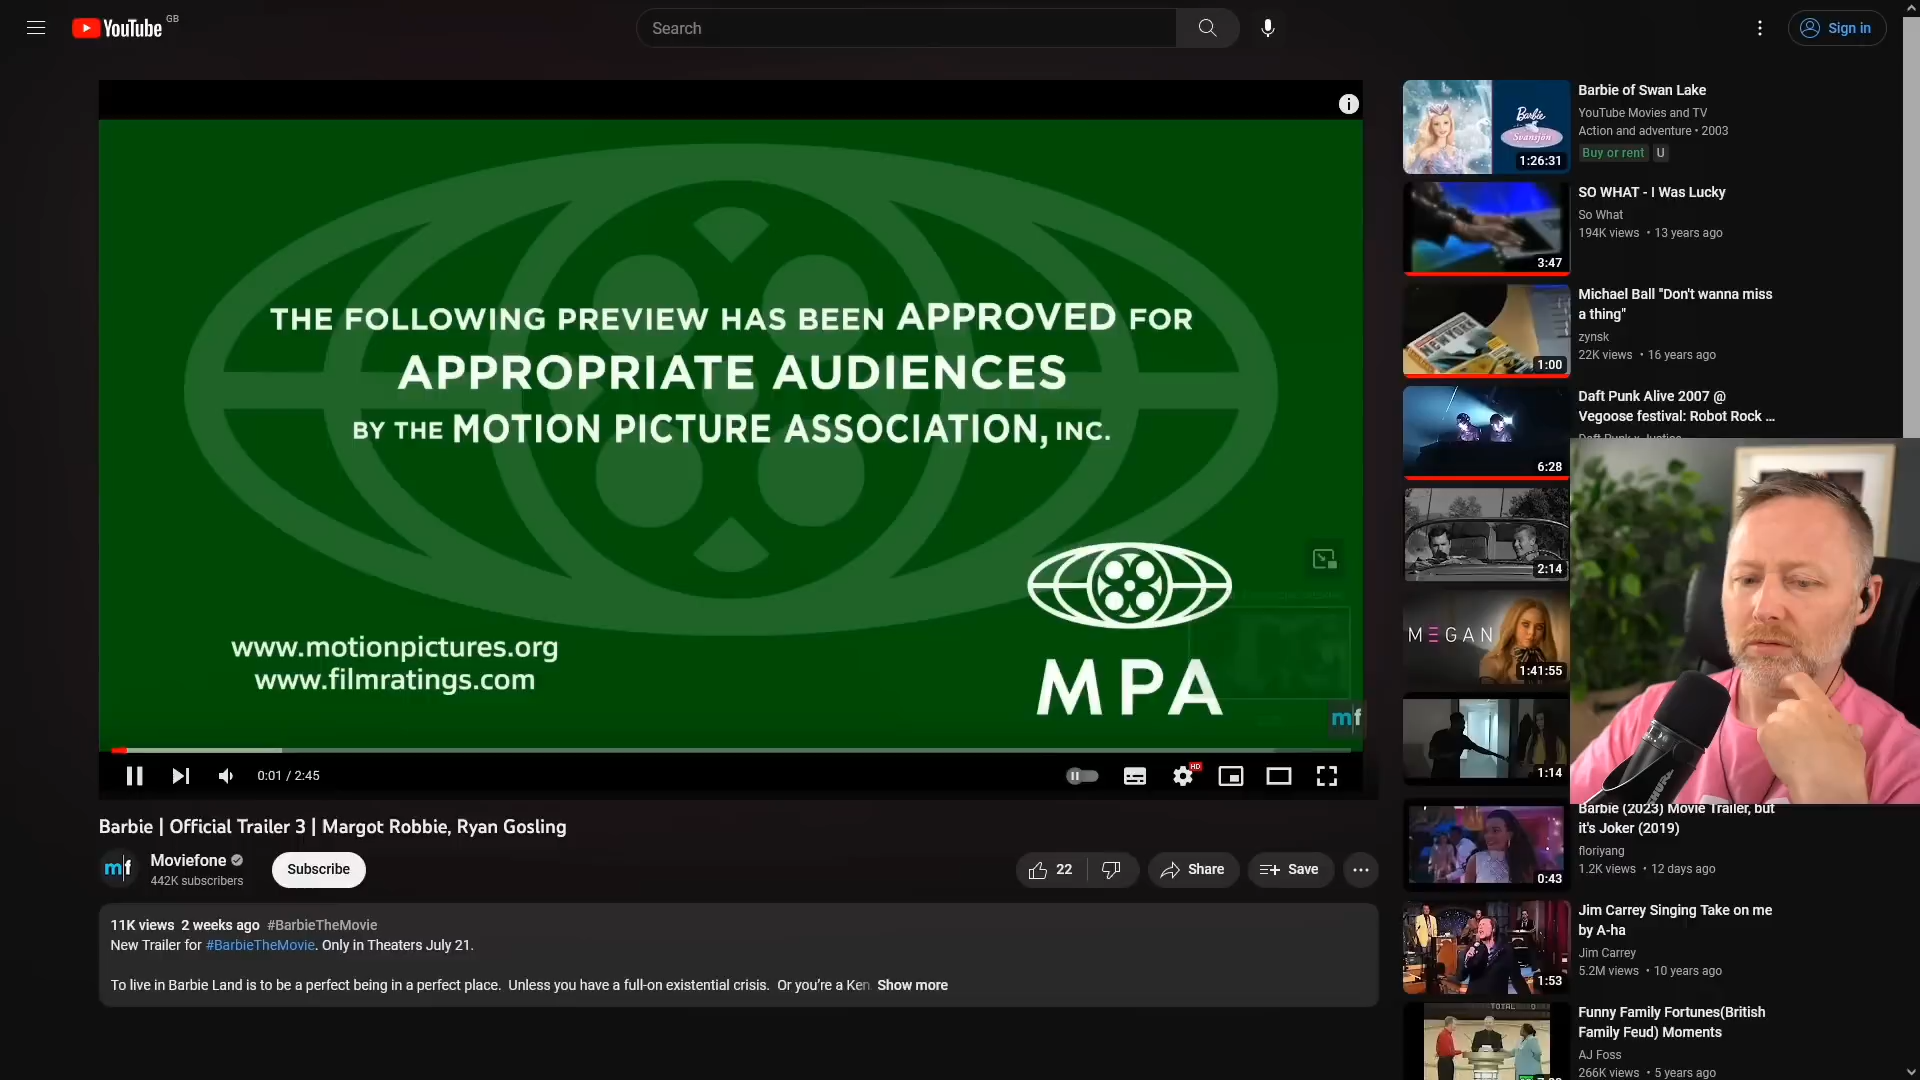 YouTube GB
Search
Sign in
THE FOLLOWING PREVIEW HAS BEEN APPROVED FOR
APPROPRIATE AUDIENCES
BY THE MOTION PICTURE ASSOCIATION, INC.
www.motionpictures.org
www.filmratings.com
MPA
m|f
0:01 / 2:45
HD
Barbie | Official Trailer 3 | Margot Robbie, Ryan Gosling
m|f
Moviefone
442K subscribers
Subscribe
22
Share
Save
11K views 2 weeks ago #BarbieTheMovie
New Trailer for #BarbieTheMovie. Only in Theaters July 21.
To live in Barbie Land is to be a perfect being in a perfect place. Unless you have a full-on existential crisis. Or you're a Ken. Show more
Barbie
Svansjön
1:26:31
Barbie of Swan Lake
YouTube Movies and TV
Action and adventure • 2003
Buy or rent U
3:47
SO WHAT - I Was Lucky
So What
194K views • 13 years ago
1:00
Michael Ball "Don't wanna miss
a thing"
zynsk
22K views • 16 years ago
6:28
Daft Punk Alive 2007 @
Vegoose festival: Robot Rock ...
2:14
MEGAN
1:41:55
1:14
THURS
0:43
Barbie (2023) Movie Trailer, but
it's Joker (2019)
floriyang
1.2K views • 12 days ago
1:53
Jim Carrey Singing Take on me
by A-ha
Jim Carrey
5.2M views • 10 years ago
TOTAL 0
Funny Family Fortunes(British
Family Feud) Moments
AJ Foss
266K views • 5 years ago